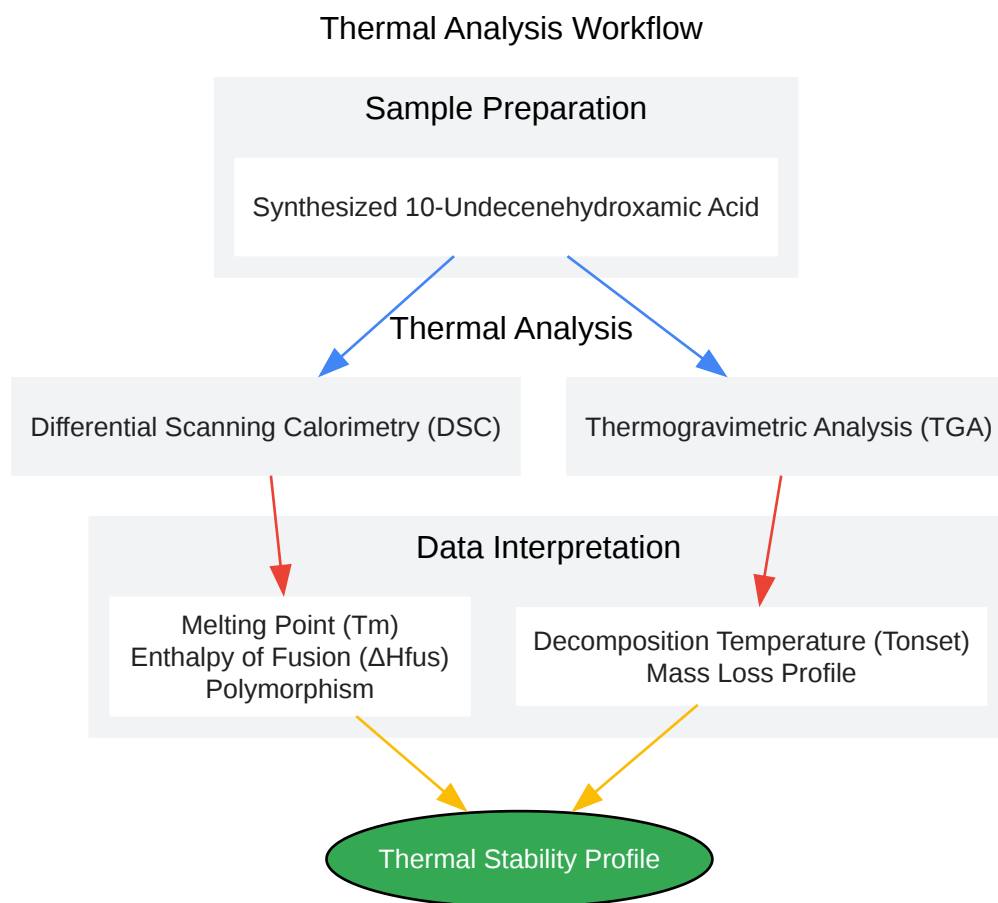 Thermal Analysis Workflow
Sample Preparation
Synthesized 10-Undecenehydroxamic Acid
Thermal Analysis
Differential Scanning Calorimetry (DSC)
Thermogravimetric Analysis (TGA)
Data Interpretation
Melting Point (Tm)
Enthalpy of Fusion (ΔHfus)
Polymorphism
Decomposition Temperature (Tonset)
Mass Loss Profile
Thermal Stability Profile